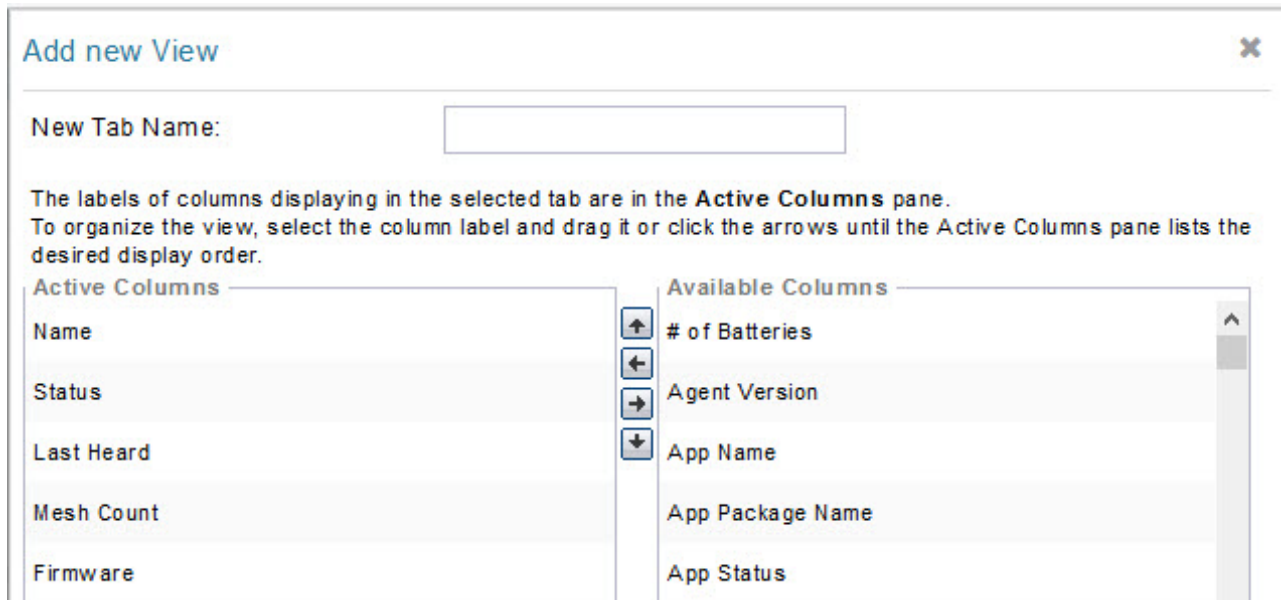 Add new View
New Tab Name:
The labels of columns displaying in the selected tab are in the Active Columns pane.
To organize the view, select the column label and drag it or click the arrows until the Active Columns pane lists the
desired display order.
Active Columns
Name
Status
Last Heard
Mesh Count
Firmware
Available Columns
# of Batteries
Agent Version
App Name
App Package Name
App Status